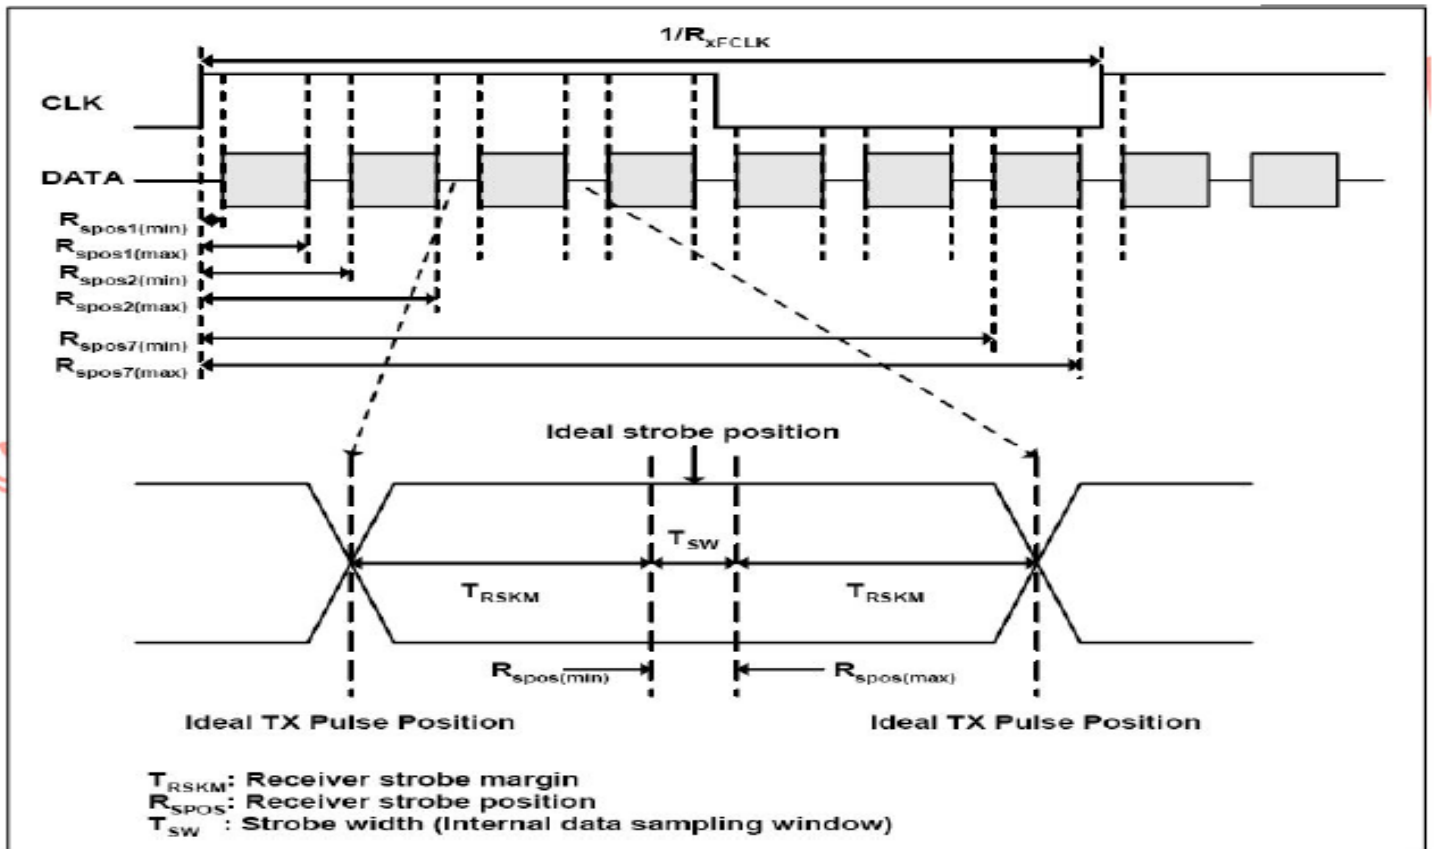 1/RxFCLK
CLK
DATA
Rspos1(min)
Rspos1(max)
Rspos2(min)
Rspos2(max)
Rspos7(min)
Rspos7(max)
Ideal strobe position
TSW
TRSKM TRSKM
Rspos(min) Rspos(max)
Ideal TX Pulse Position Ideal TX Pulse Position
TRSKM: Receiver strobe margin
RSPOS: Receiver strobe position
TSW : Strobe width (Internal data sampling window)